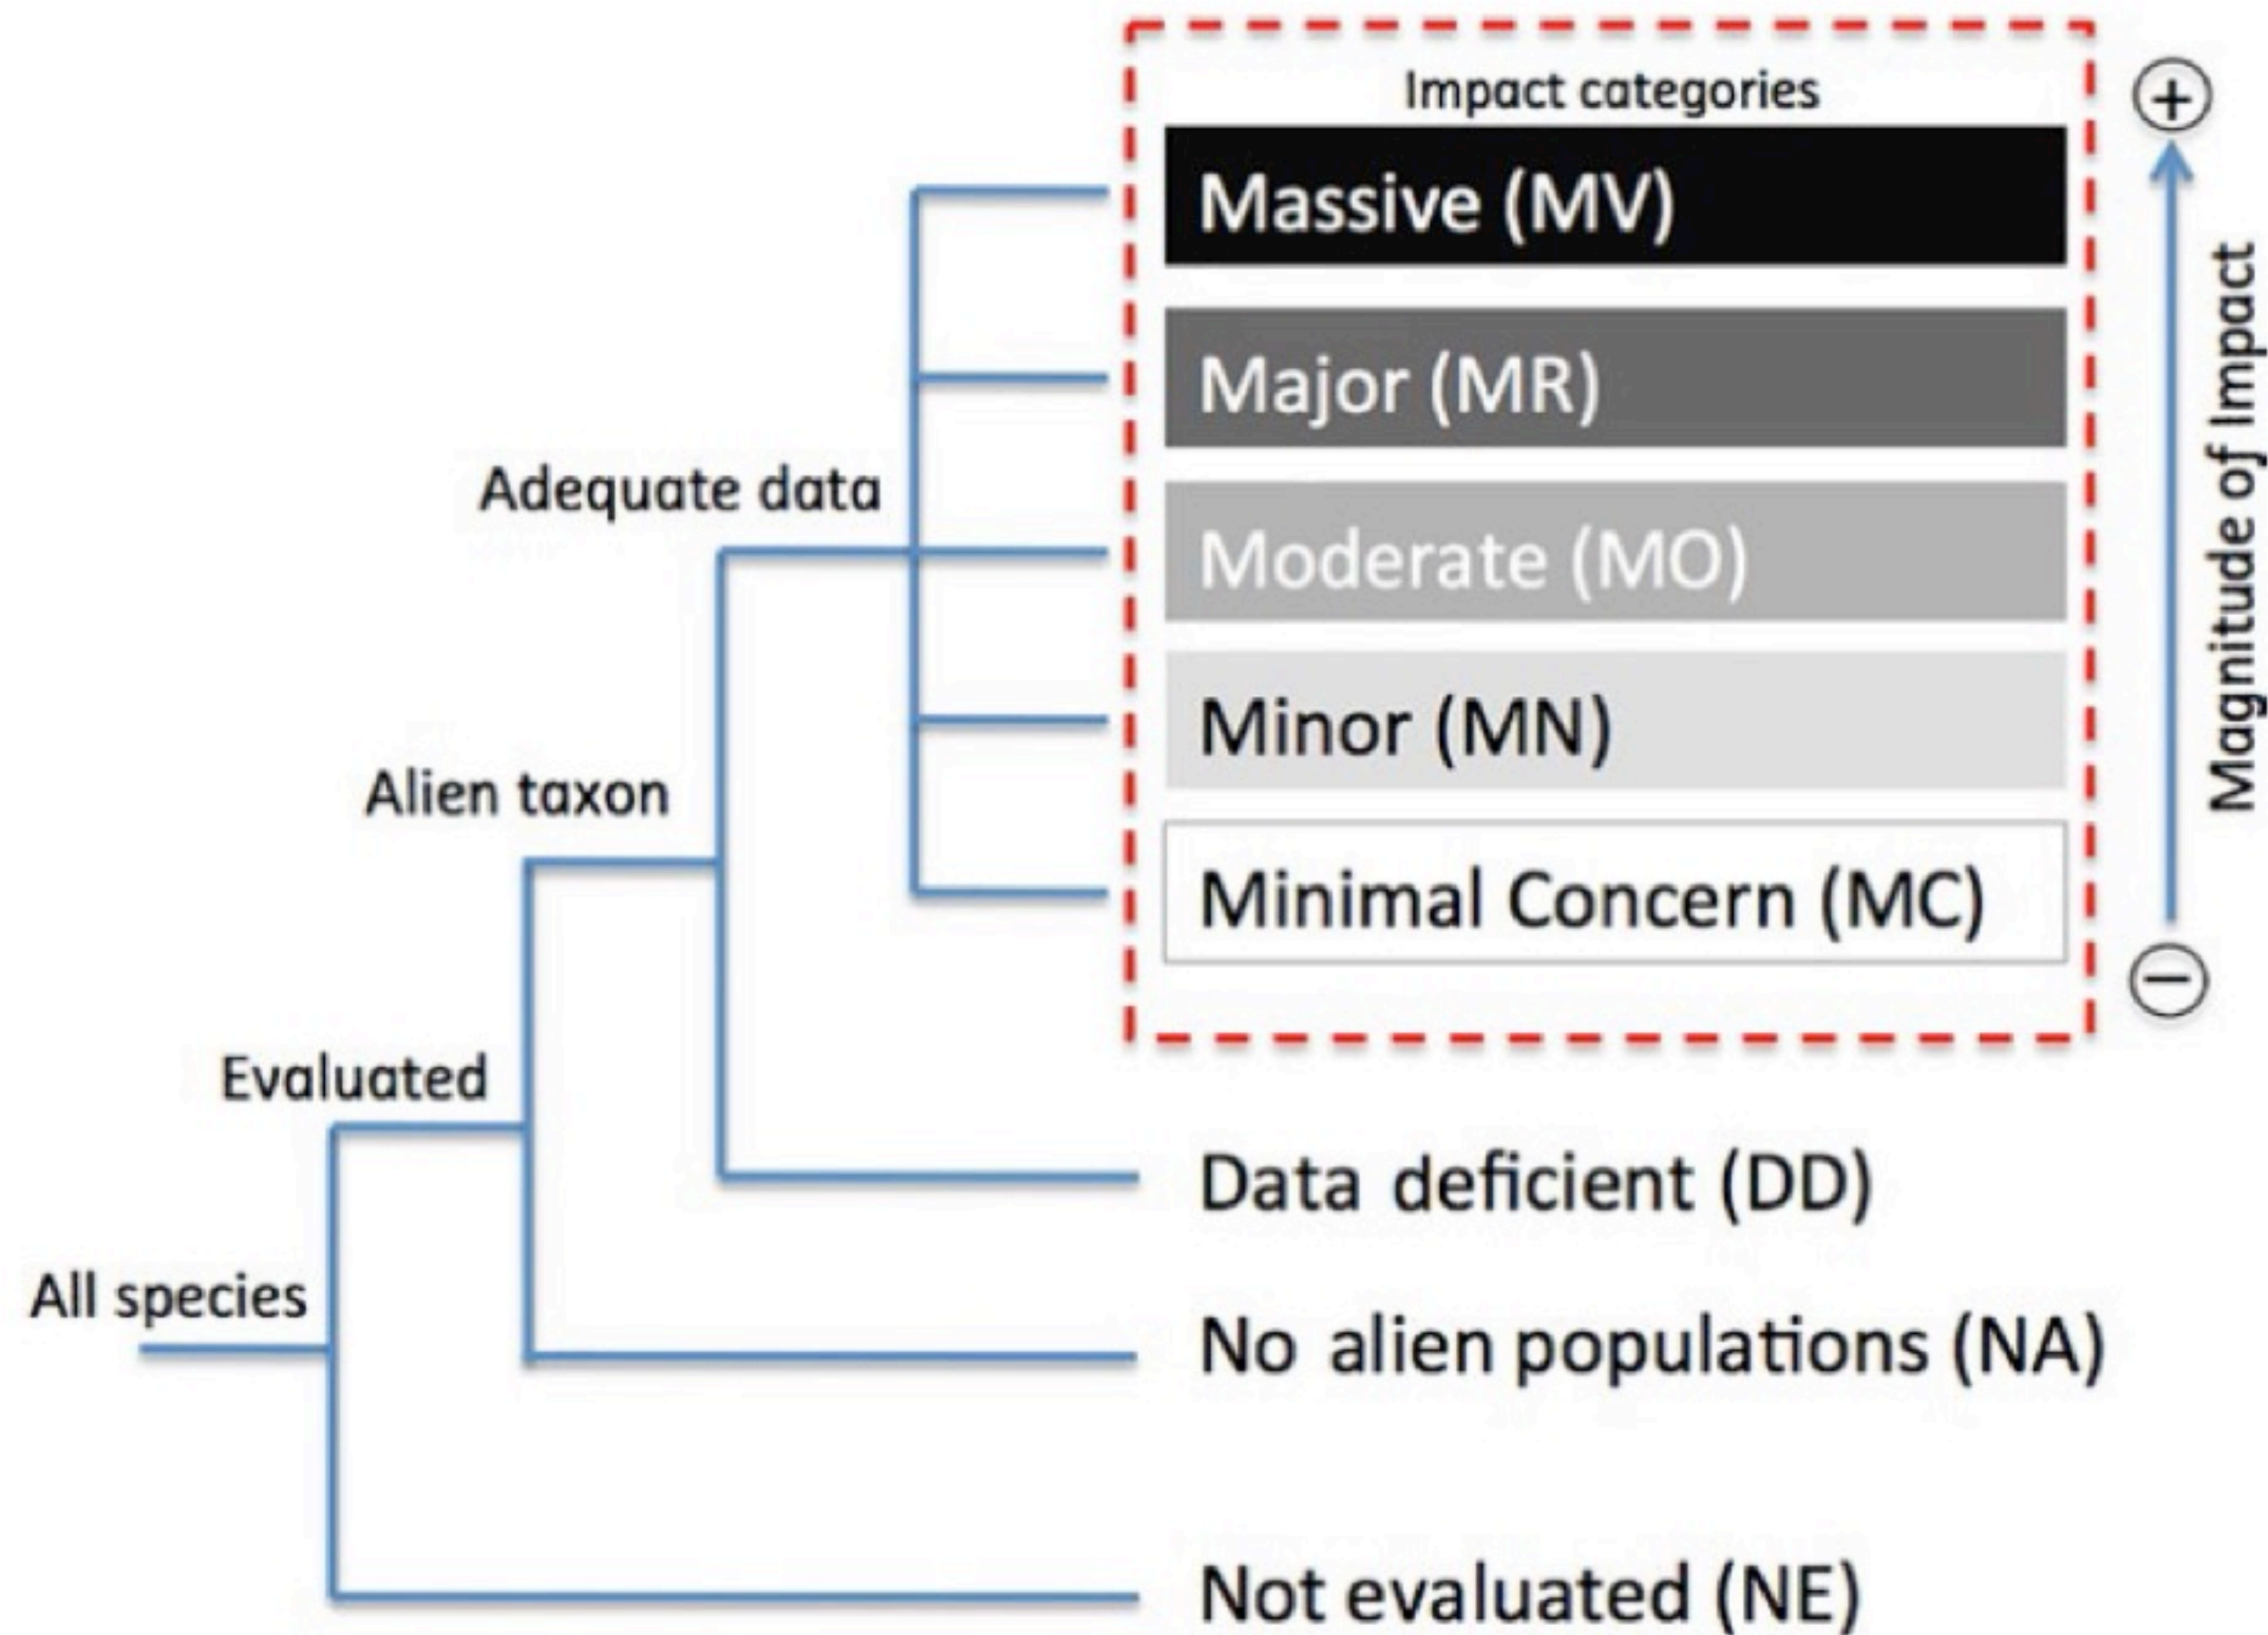 Impact categories
+
Massive (MV)
Major (MR)
Adequate data
Moderate (MO)
Magnitude of Impact
Minor (MN)
Alien taxon
Minimal Concern (MC)
−
Evaluated
Data deficient (DD)
All species
No alien populations (NA)
Not evaluated (NE)